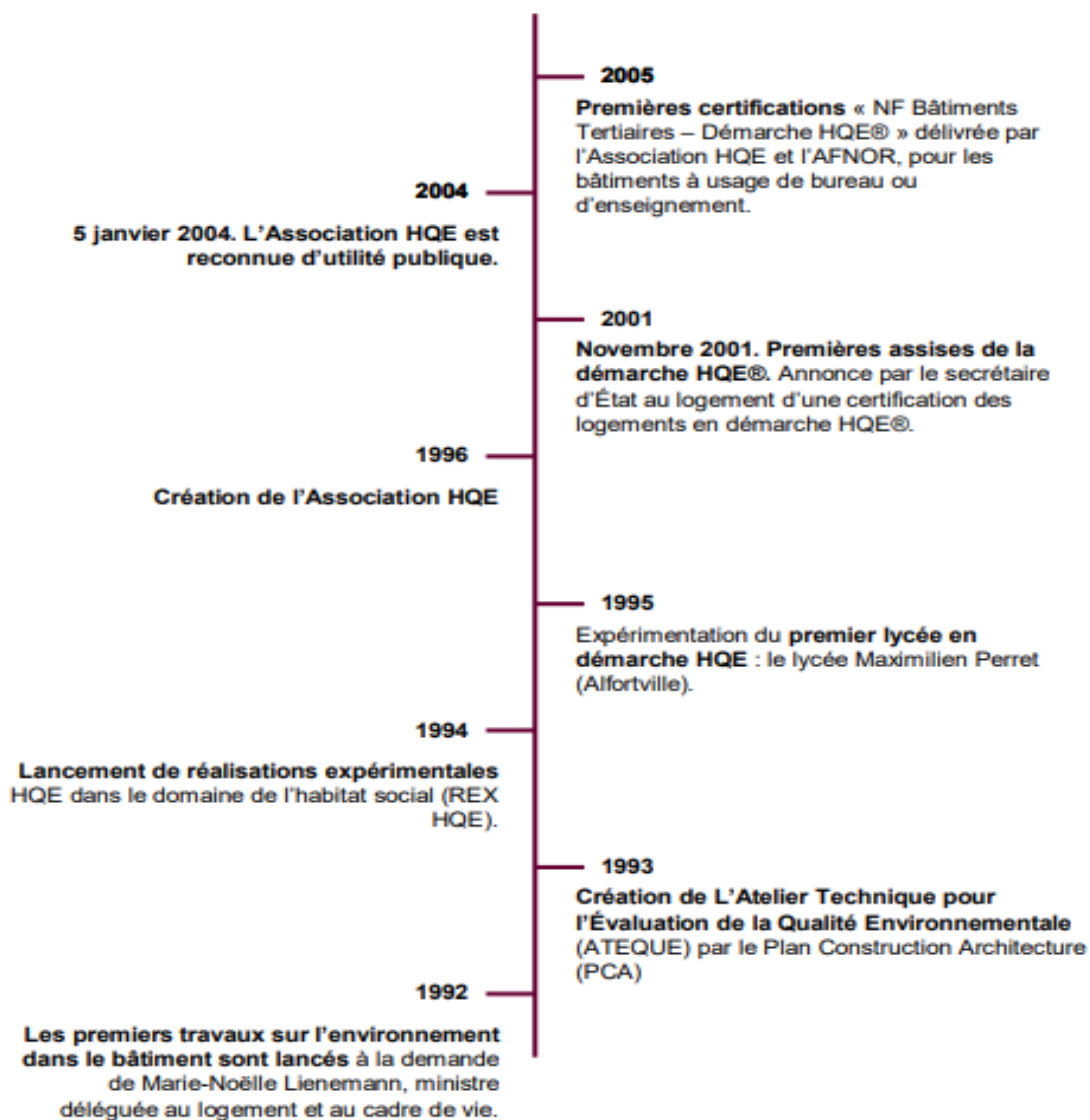 2005
Premières certifications « NF Bâtiments
Tertiaires – Démarche HQE® » délivrée par
l’Association HQE et l’AFNOR, pour les
bâtiments à usage de bureau ou
d’enseignement.
2004
5 janvier 2004. L’Association HQE est
reconnue d’utilité publique.
2001
Novembre 2001. Premières assises de la
démarche HQE®. Annonce par le secrétaire
d’État au logement d’une certification des
logements en démarche HQE®.
1996
Création de l’Association HQE
1995
Expérimentation du premier lycée en
démarche HQE : le lycée Maximilien Perret
(Alfortville).
1994
Lancement de réalisations expérimentales
HQE dans le domaine de l’habitat social (REX
HQE).
1993
Création de L’Atelier Technique pour
l’Évaluation de la Qualité Environnementale
(ATEQUE) par le Plan Construction Architecture
(PCA)
1992
Les premiers travaux sur l’environnement
dans le bâtiment sont lancés à la demande
de Marie-Noëlle Lienemann, ministre
déléguée au logement et au cadre de vie.